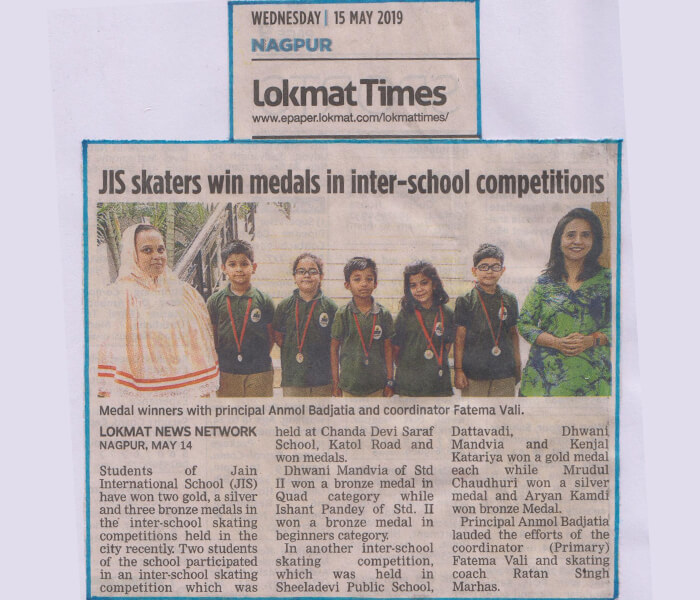 WEDNESDAY | 15 MAY 2019
NAGPUR
Lokmat Times
www.epaper.lokmat.com/lokmattimes/
JIS skaters win medals in inter-school competitions
Medal winners with principal Anmol Badjatia and coordinator Fatema Vali.
LOKMAT NEWS NETWORK
NAGPUR, MAY 14
Students of Jain
International School (JIS)
have won two gold, a silver
and three bronze medals in
the inter-school skating
competitions held in the
city recently. Two students
of the school participated
in an inter-school skating
competition which was
held at Chanda Devi Saraf
School, Katol Road and
won medals.
Dhwani Mandvia of Std
II won a bronze medal in
Quad category while
Ishant Pandey of Std. II
won a bronze medal in
beginners category.
In another inter-school
skating competition,
which was held in
Sheeladevi Public School,
Dattavadi, Dhwani
Mandvia and Kenjal
Katariya won a gold medal
each while Mrudul
Chaudhuri won a silver
medal and Aryan Kamdi
won bronze Medal.
Principal Anmol Badjatia
lauded the efforts of the
coordinator (Primary)
Fatema Vali and skating
coach Ratan Singh
Marhas.